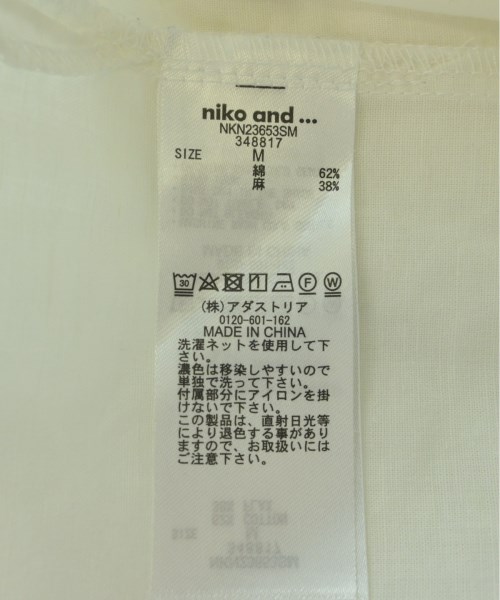 niko and ...
NKN23653SM
348817
SIZE M
綿 62%
麻 38%
30
F W
(株)アダストリア
0120-601-162
MADE IN CHINA
洗濯ネットを使用して下
さい。
濃色は移染しやすいので
単独で洗って下さい。
付属部分にアイロンを掛
けないで下さい。
この製品は、直射日光等
により退色する事があり
ますので、お取扱いには
ご注意下さい。